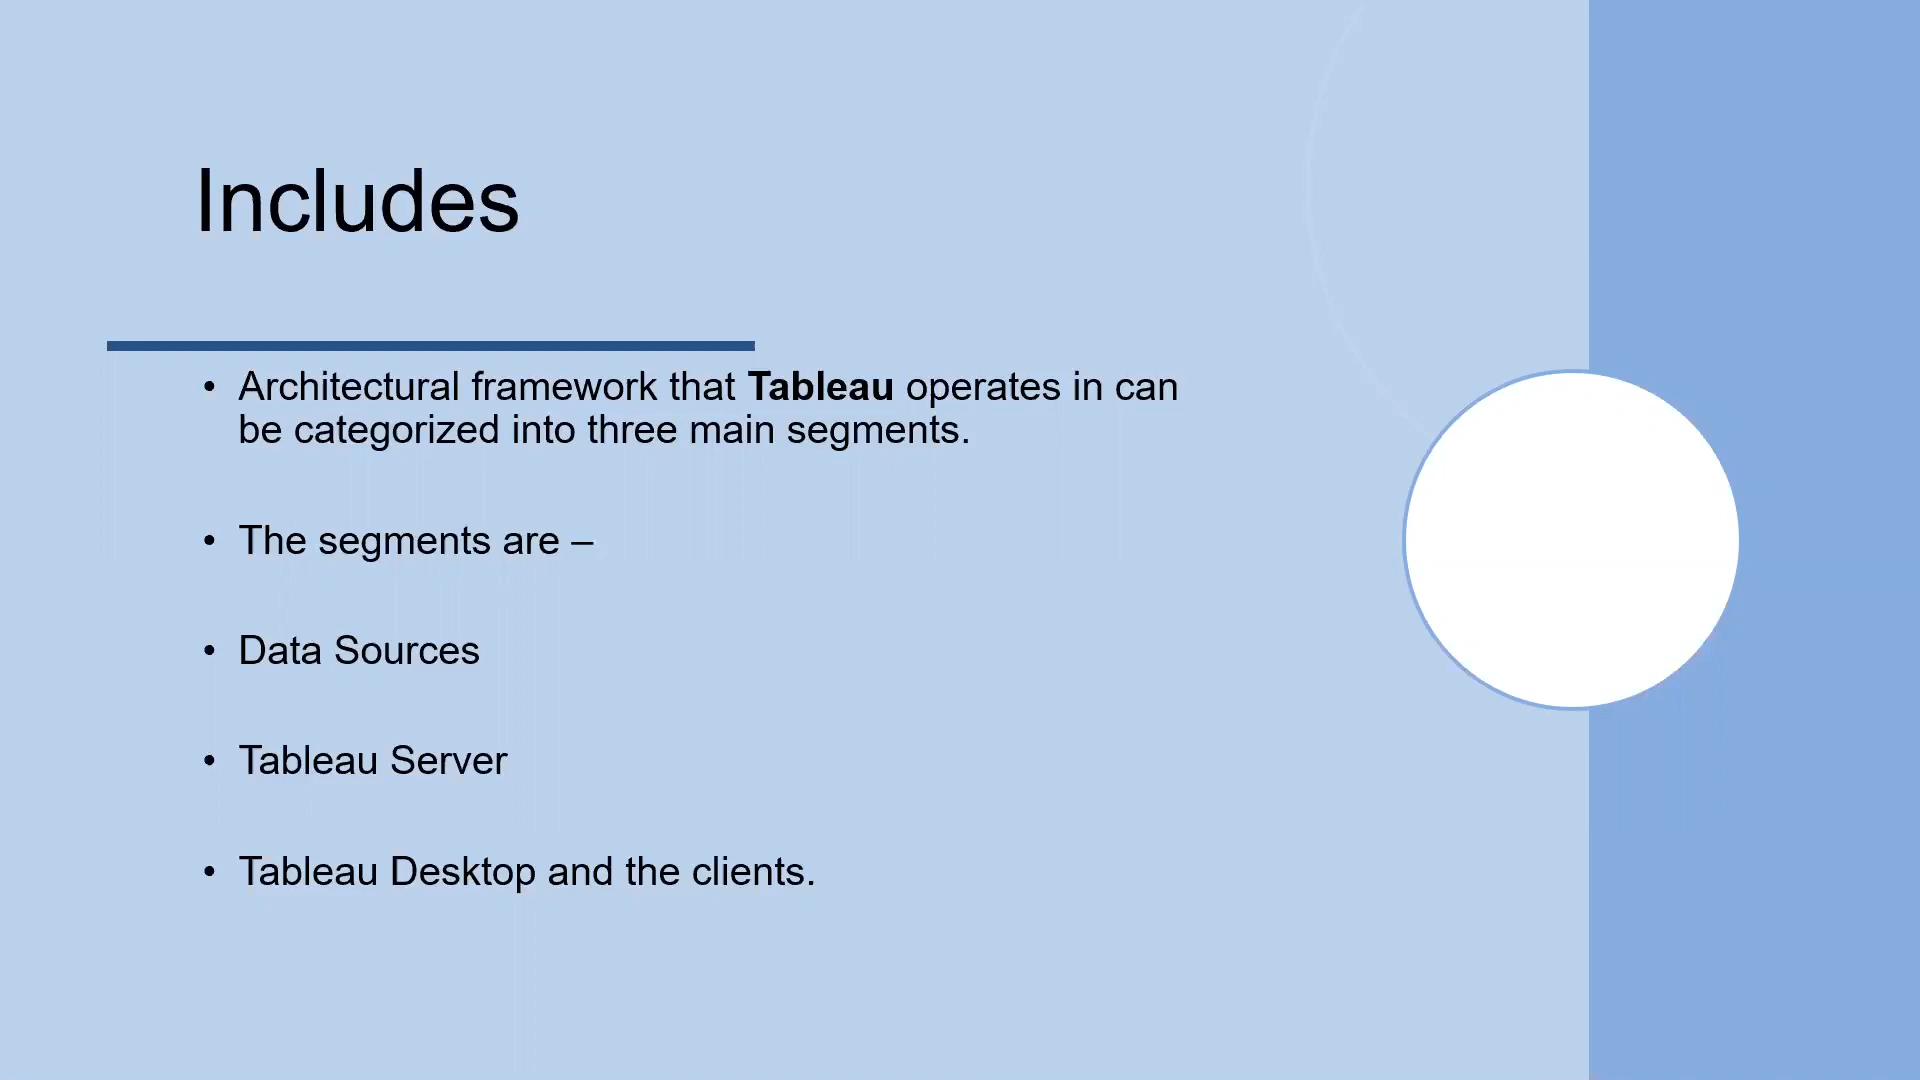 Includes
• Architectural framework that Tableau operates in can
be categorized into three main segments.
• The segments are –
• Data Sources
• Tableau Server
• Tableau Desktop and the clients.